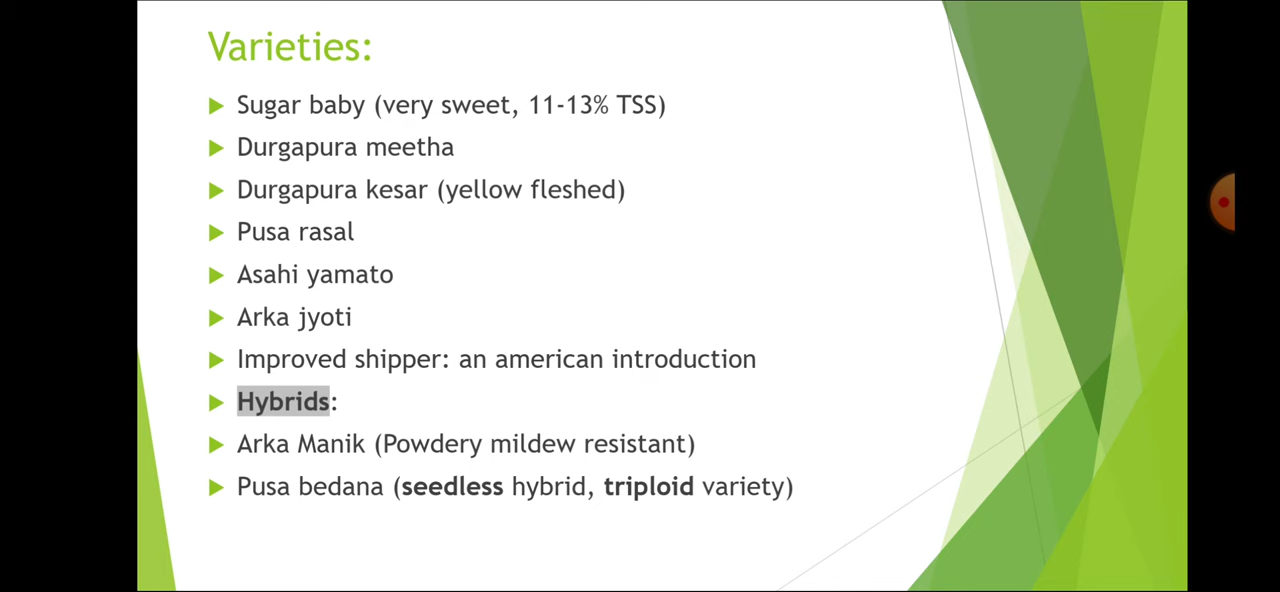 Varieties:
Sugar baby (very sweet, 11-13% TSS)
Durgapura meetha
Durgapura kesar (yellow fleshed)
Pusa rasal
Asahi yamato
Arka jyoti
Improved shipper: an american introduction
Hybrids:
Arka Manik (Powdery mildew resistant)
Pusa bedana (seedless hybrid, triploid variety)